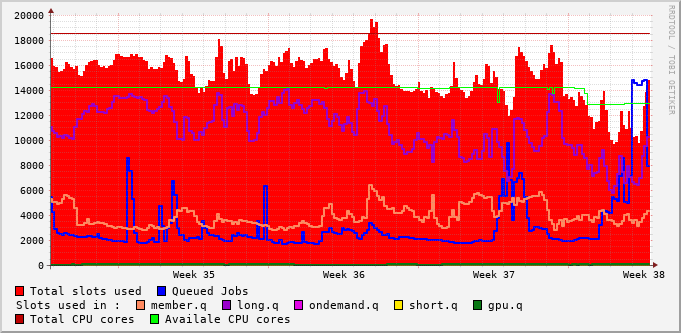 20000
18000
16000
14000
12000
10000
8000
6000
4000
2000
0
Week 35 Week 36 Week 37 Week 38
Total slots used Queued Jobs
Slots used in : member.q long.q ondemand.q short.q gpu.q
Total CPU cores Availale CPU cores
RRDTOOL / TOBI OETIKER